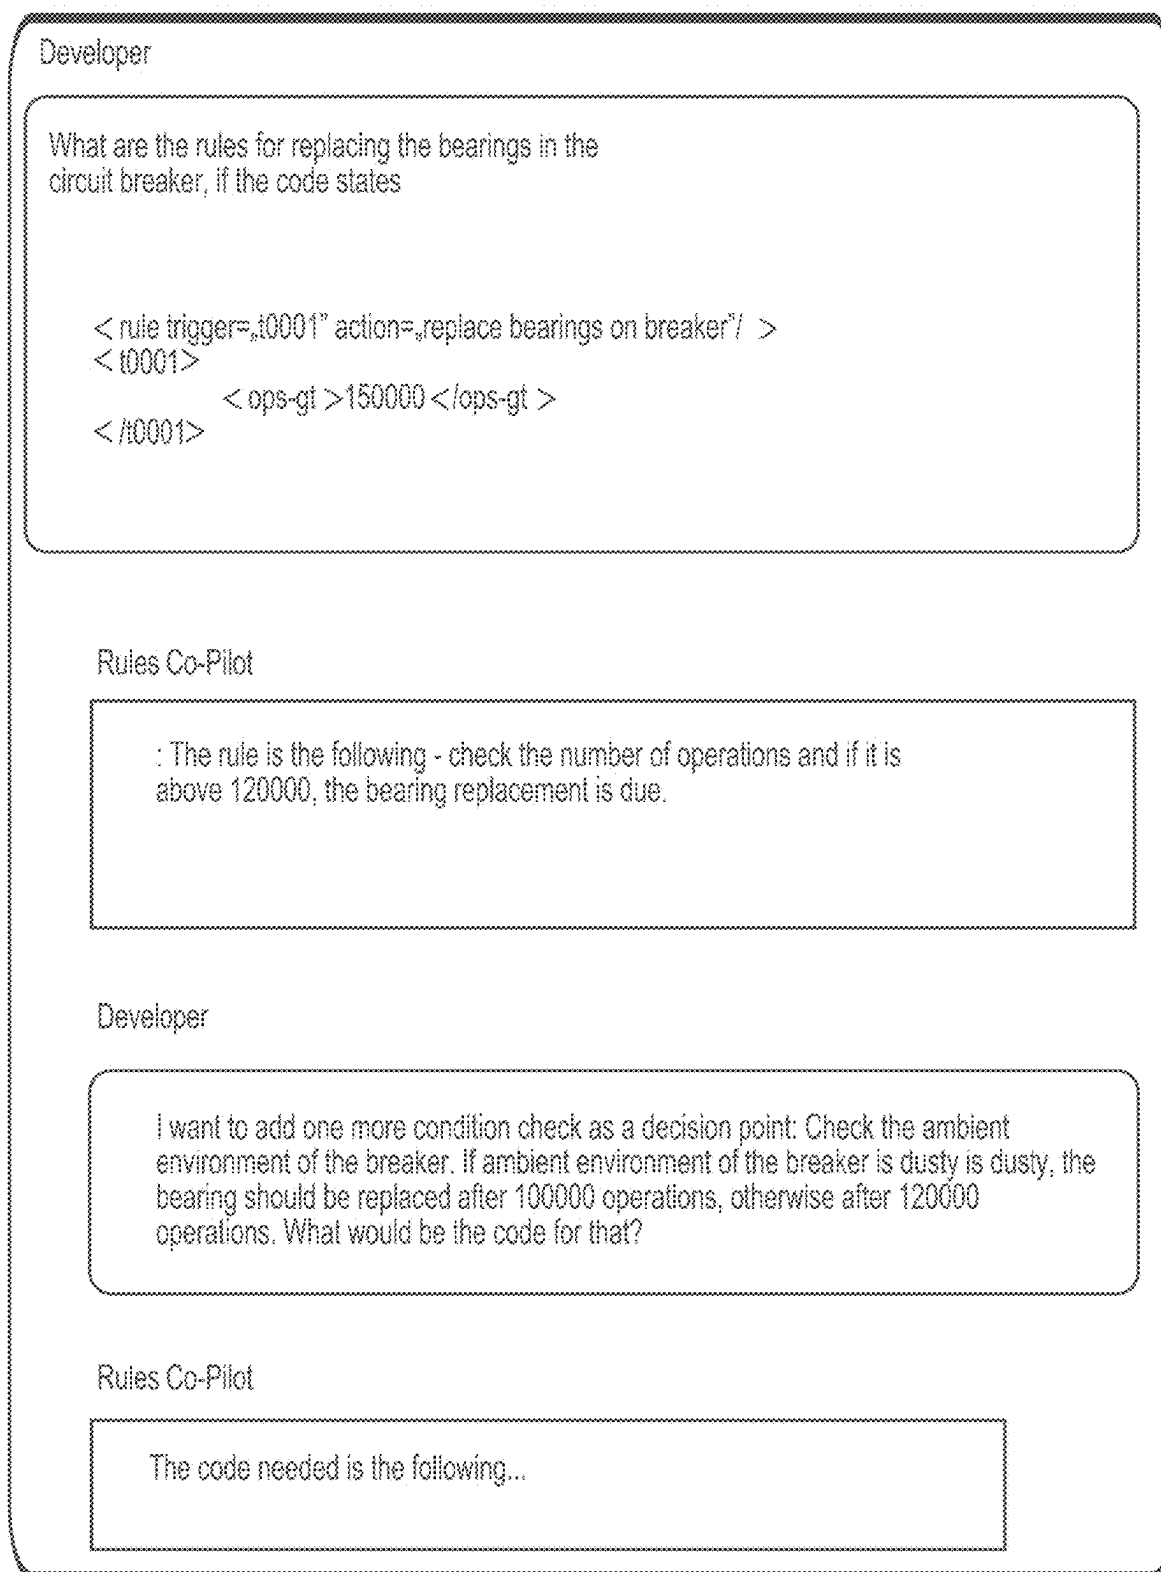 Developer
What are the rules for replacing the bearings in the
circuit breaker, if the code states
< rule trigger=„t0001” action=„replace bearings on breaker”/ >
< t0001>
< ops-gt >150000 </ops-gt >
< /t0001>
Rules Co-Pilot
: The rule is the following - check the number of operations and if it is
above 120000, the bearing replacement is due.
Developer
I want to add one more condition check as a decision point: Check the ambient
environment of the breaker. If ambient environment of the breaker is dusty is dusty, the
bearing should be replaced after 100000 operations, otherwise after 120000
operations. What would be the code for that?
Rules Co-Pilot
The code needed is the following...